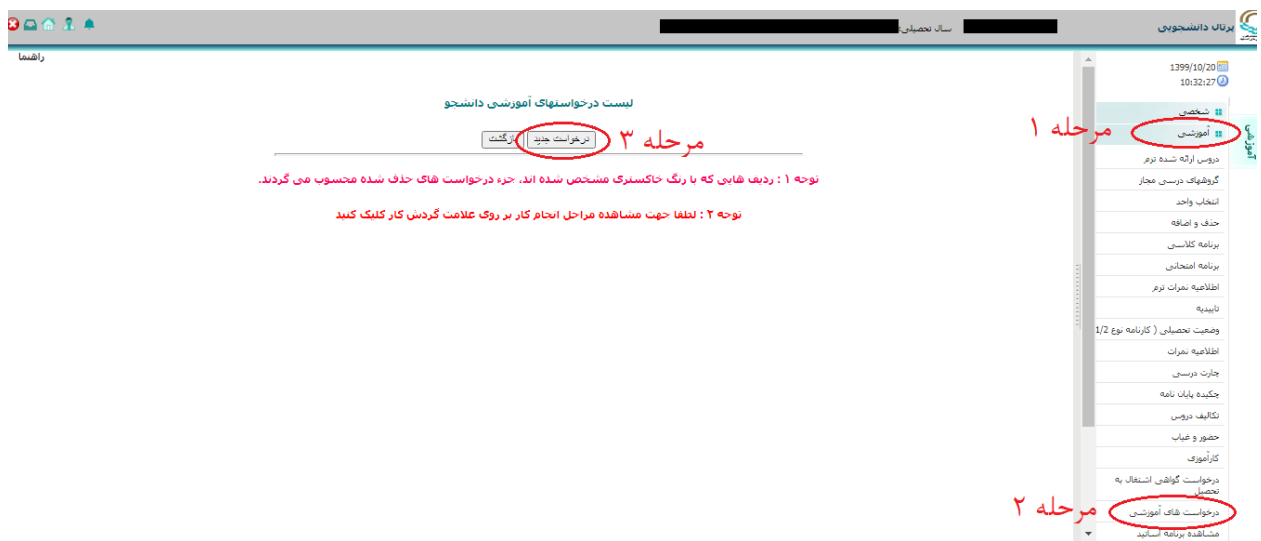 پرتال دانشجویی
سال تحصیلی:
راهنما
1399/10/20
10:32:27
شخصی
آموزشی
آموزشی
مرحله ۱
دروس ارائه شده ترم
گروههای درسی مجاز
انتخاب واحد
حذف و اضافه
برنامه کلاسی
برنامه امتحانی
اطلاعیه نمرات ترم
تاییدیه
وضعیت تحصیلی ( کارنامه نوع 1/2
اطلاعیه نمرات
چارت درسی
چکیده پایان نامه
تکالیف دروس
حضور و غیاب
کارآموزی
درخواست گواهی اشتغال به
تحصیل
درخواست های آموزشی
مرحله ۲
مشاهده برنامه اساتید
لیست درخواستهای آموزشی دانشجو
درخواست جدید
بازگشت
مرحله ۳
توجه ۱ : ردیف هایی که با رنگ خاکستری مشخص شده اند، جزء درخواست های حذف شده محسوب می گردند.
توجه ۲ : لطفا جهت مشاهده مراحل انجام کار بر روی علامت گردش کار کلیک کنید